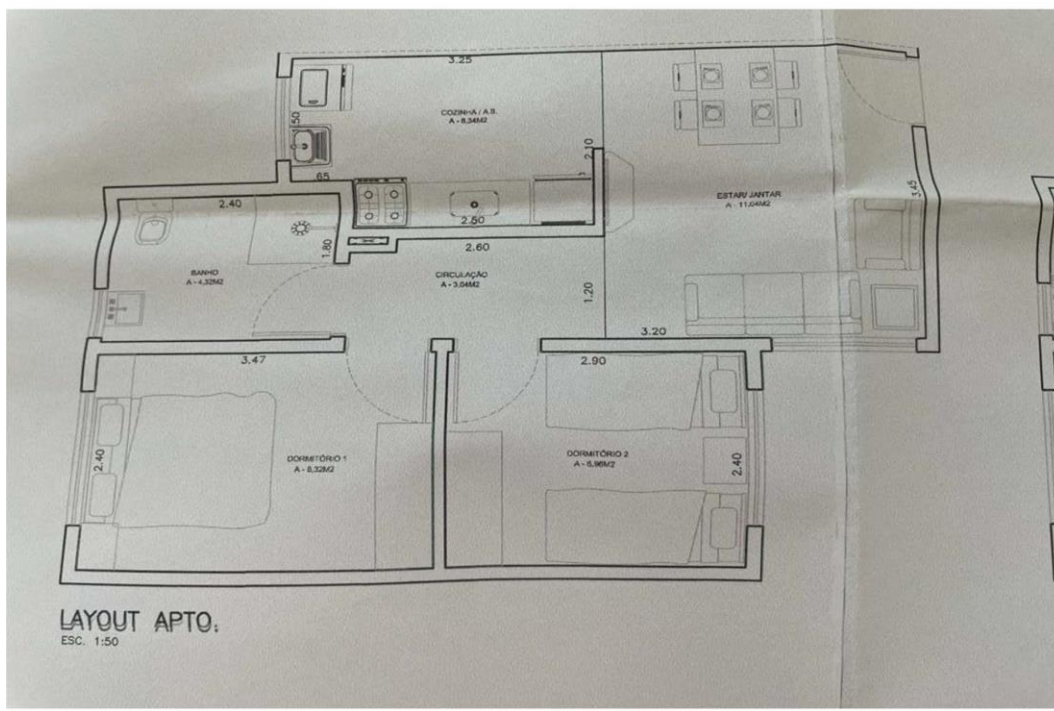 3.25
COZINHA / A.S.
A - 8,34M2
.50
.65
2.10
2.50
ESTAR/ JANTAR
A - 11,04M2
3.45
2.40
1.80
BANHO
A - 4,32M2
2.60
CIRCULAÇÃO
A - 3,04M2
1.20
3.20
3.47
2.90
DORMITÓRIO 1
A - 8,32M2
2.40
DORMITÓRIO 2
A - 6,96M2
2.40
LAYOUT APTO.
ESC. 1:50